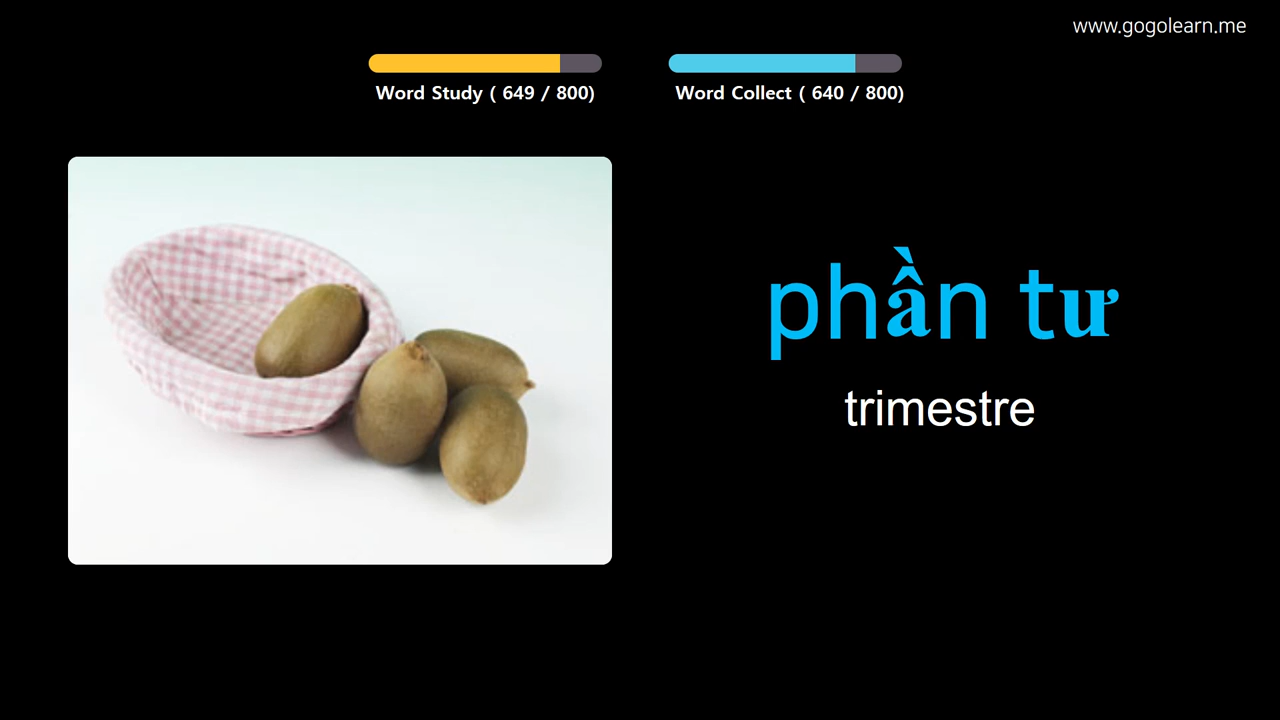 www.gogolearn.me
Word Study ( 649 / 800)
Word Collect ( 640 / 800)
phần tư
trimestre